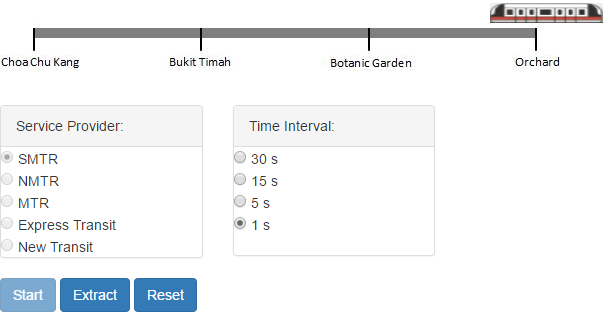 Choa Chu Kang Bukit Timah Botanic Garden Orchard
Service Provider: Time Interval:
SMTR 30 s
NMTR 15 s
MTR 5 s
Express Transit 1 s
New Transit
Start Extract Reset